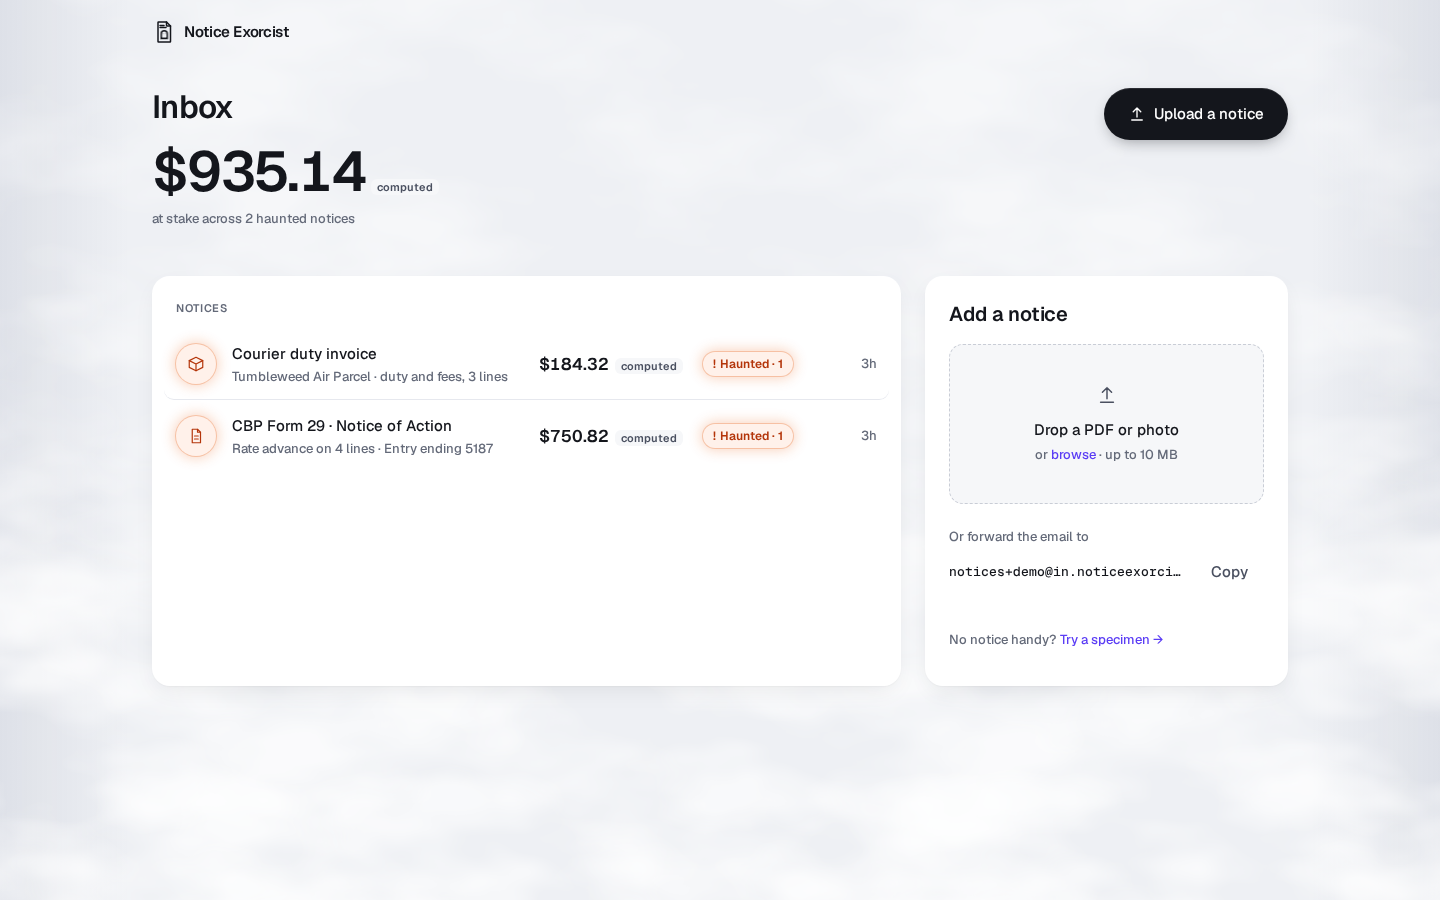 Notice Exorcist
Inbox
Upload a notice
$935.14 computed
at stake across 2 haunted notices
NOTICES
Courier duty invoice
Tumbleweed Air Parcel · duty and fees, 3 lines
$184.32 computed
! Haunted · 1
3h
CBP Form 29 · Notice of Action
Rate advance on 4 lines · Entry ending 5187
$750.82 computed
! Haunted · 1
3h
Add a notice
Drop a PDF or photo
or browse · up to 10 MB
Or forward the email to
notices+demo@in.noticeexorci…
Copy
No notice handy? Try a specimen →